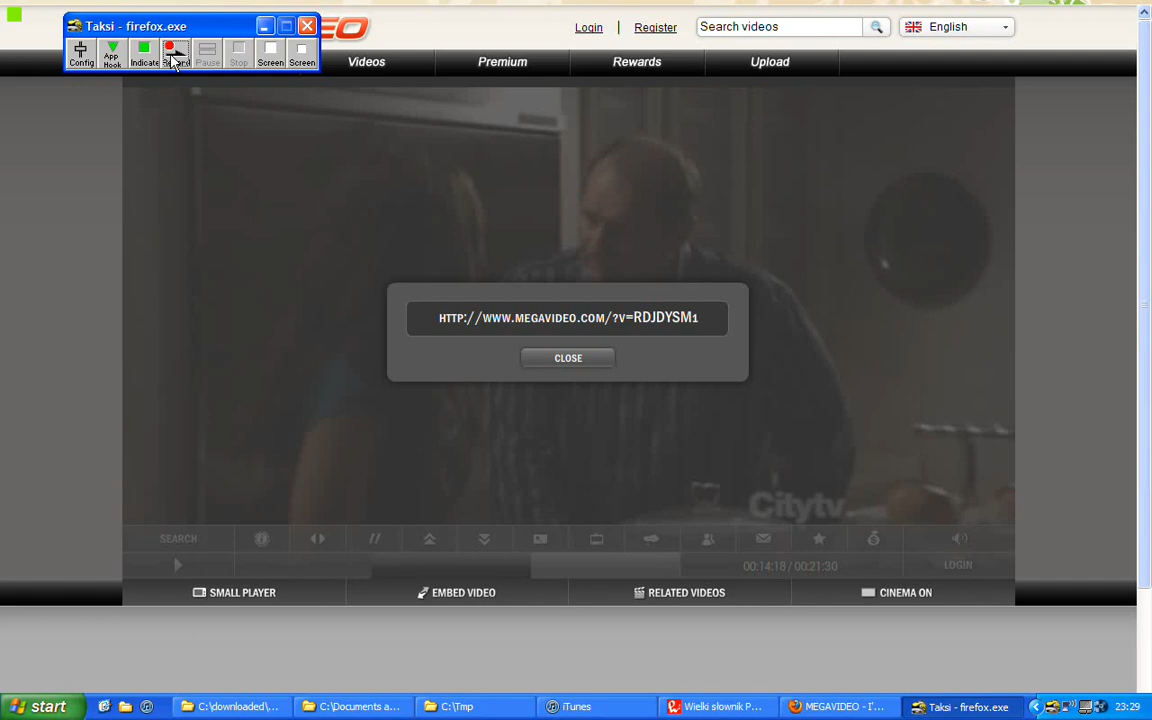 Taksi - firefox.exe
Config
App Hook
Indicate
Pause
Stop
Screen
Screen
EO
Login | Register
Search videos
English
Videos
Premium
Rewards
Upload
HTTP://WWW.MEGAVIDEO.COM/?V=RDJDYSM1
CLOSE
Citytv
SEARCH
00:14:18 / 00:21:30
LOGIN
SMALL PLAYER
EMBED VIDEO
RELATED VIDEOS
CINEMA ON
start
C:\downloaded\...
C:\Documents a...
C:\Tmp
iTunes
Wielki słownik P...
MEGAVIDEO - I'...
Taksi - firefox.exe
23:29